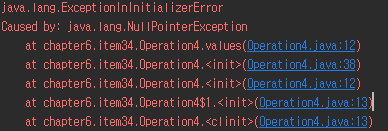 java.lang.ExceptionInInitializerError
Caused by: java.lang.NullPointerException
at chapter6.item34.Operation4.values(Operation4.java:12)
at chapter6.item34.Operation4.<init>(Operation4.java:38)
at chapter6.item34.Operation4.<init>(Operation4.java:12)
at chapter6.item34.Operation4$1.<init>(Operation4.java:13)
at chapter6.item34.Operation4.<clinit>(Operation4.java:13)